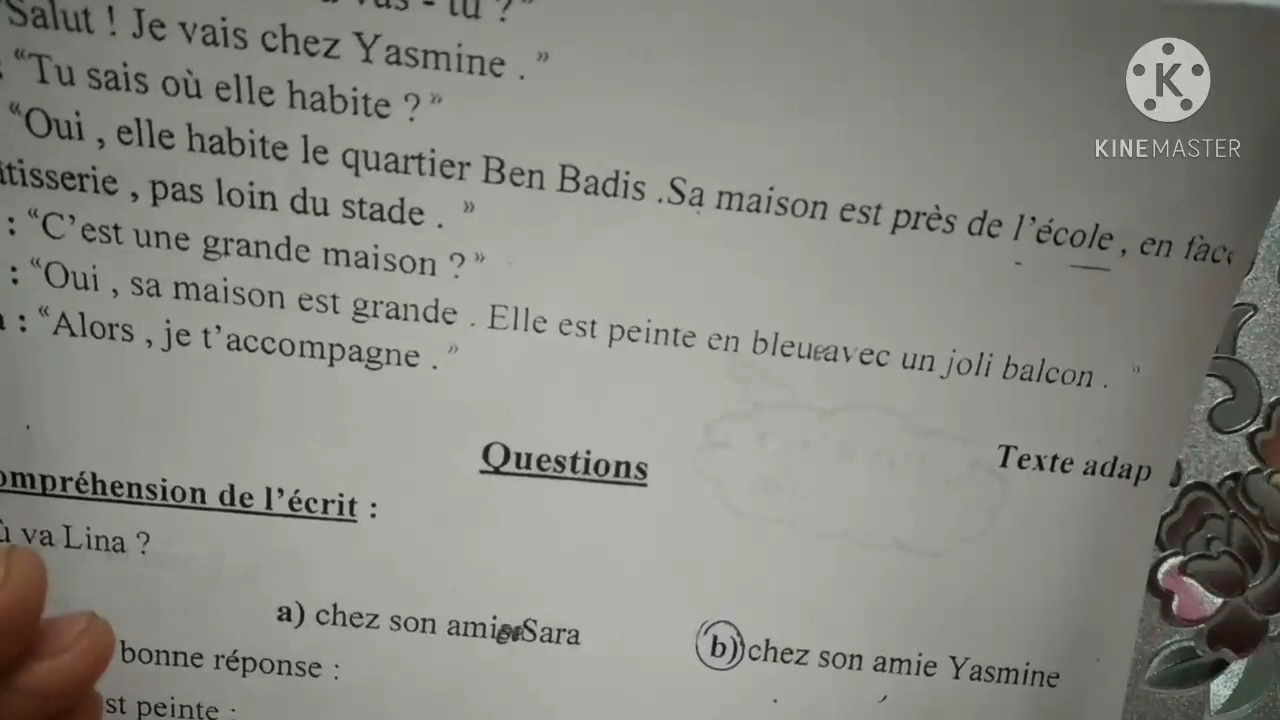 vas - tu ?"
Salut ! Je vais chez Yasmine . "
: "Tu sais où elle habite ? "
"Oui , elle habite le quartier Ben Badis .Sa maison est près de l'école , en face
tisserie , pas loin du stade . "
: "C'est une grande maison ? "
: "Oui , sa maison est grande . Elle est peinte en bleu avec un joli balcon . "
: "Alors , je t'accompagne . "
Texte adap
Questions
ompréhension de l'écrit :
ù va Lina ?
a) chez son amie Sara
b) chez son amie Yasmine
bonne réponse :
st peinte :
K
KINEMASTER